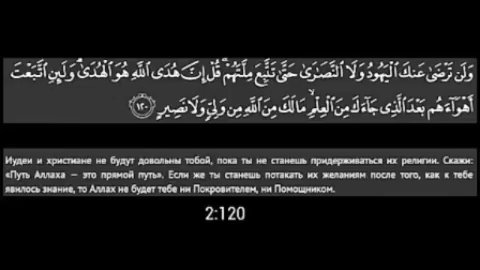 وَلَن تَرْضَىٰ عَنكَ الْيَهُودُ وَلَا النَّصَارَىٰ حَتَّىٰ تَتَّبِعَ مِلَّتَهُمْ ۗ قُلْ إِنَّ هُدَى اللَّهِ هُوَ الْهُدَىٰ ۗ وَلَئِنِ اتَّبَعْتَ
أَهْوَاءَهُم بَعْدَ الَّذِي جَاءَكَ مِنَ الْعِلْمِ ۙ مَا لَكَ مِنَ اللَّهِ مِن وَلِيٍّ وَلَا نَصِيرٍ ﴿١٢٠﴾
Иудеи и христиане не будут довольны тобой, пока ты не станешь придерживаться их религии. Скажи:
«Путь Аллаха — это прямой путь». Если же ты станешь потакать их желаниям после того, как к тебе
явилось знание, то Аллах не будет тебе ни Покровителем, ни Помощником.
2:120